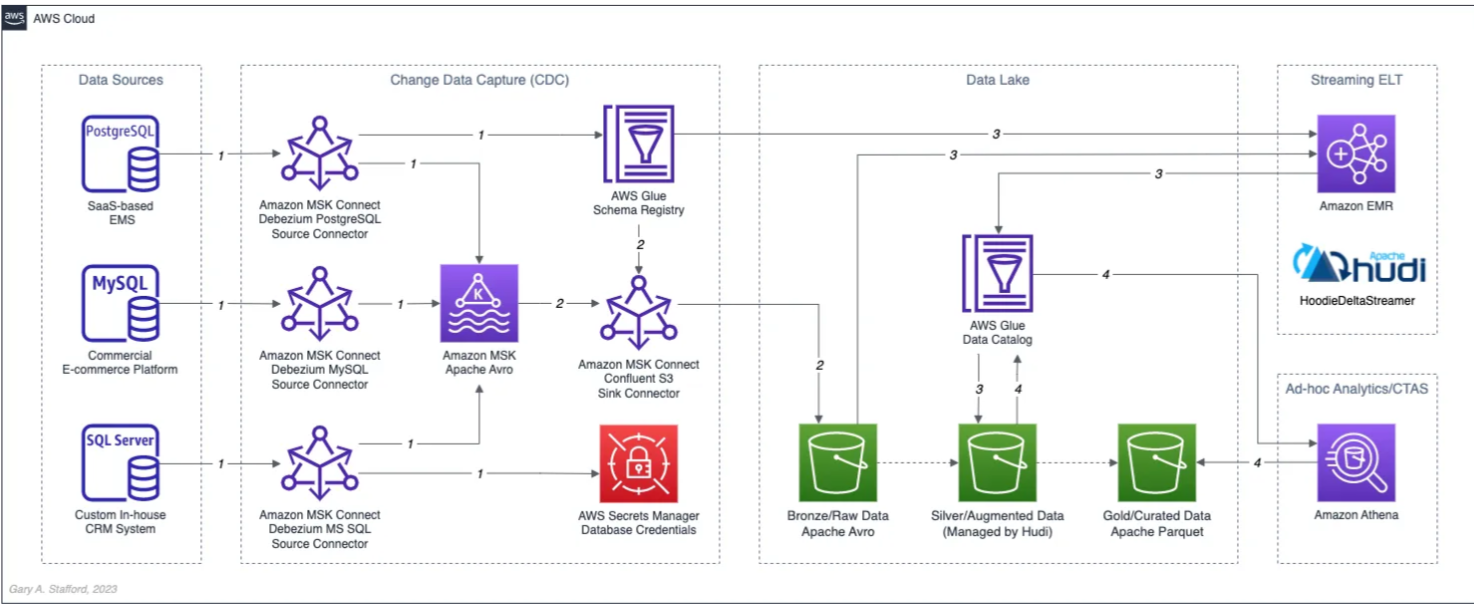 aws
AWS Cloud
Data Sources
Change Data Capture (CDC)
Data Lake
Streaming ELT
PostgreSQL
SaaS-based
EMS
1
Amazon MSK Connect
Debezium PostgreSQL
Source Connector
1
1
AWS Glue
Schema Registry
2
3
3
3
Amazon EMR
Apache
hudi
HoodieDeltaStreamer
MySQL
Commercial
E-commerce Platform
1
Amazon MSK Connect
Debezium MySQL
Source Connector
1
K
Amazon MSK
Apache Avro
2
Amazon MSK Connect
Confluent S3
Sink Connector
2
AWS Glue
Data Catalog
3
4
4
Ad-hoc Analytics/CTAS
SQL Server
Custom In-house
CRM System
1
Amazon MSK Connect
Debezium MS SQL
Source Connector
1
1
AWS Secrets Manager
Database Credentials
Bronze/Raw Data
Apache Avro
Silver/Augmented Data
(Managed by Hudi)
Gold/Curated Data
Apache Parquet
4
Amazon Athena
Gary A. Stafford, 2023